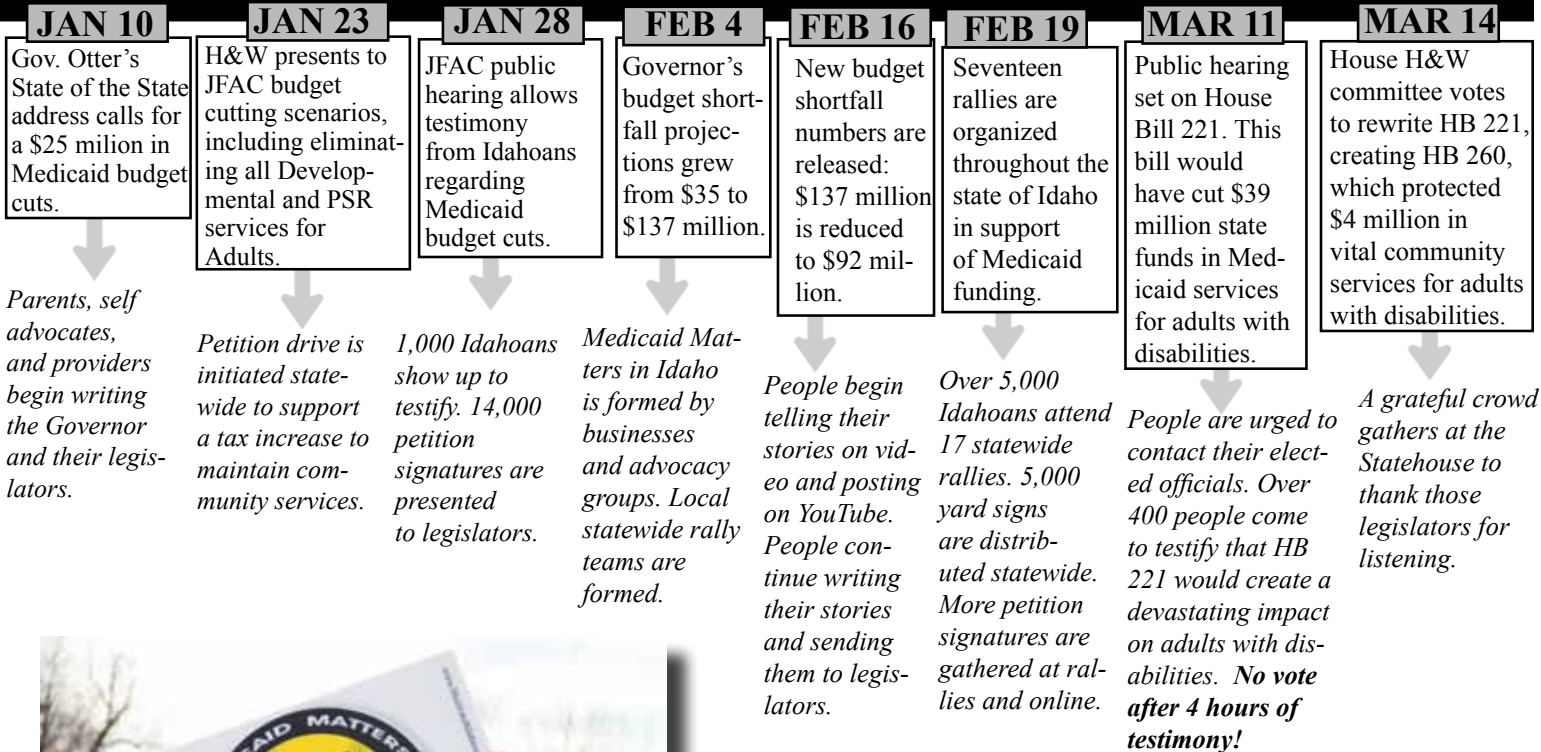 JAN 10
Gov. Otter’s
State of the State
address calls for
a $25 milion in
Medicaid budget
cuts.
Parents, self
advocates,
and providers
begin writing
the Governor
and their legis-
lators.
JAN 23
H&W presents to
JFAC budget
cutting scenarios,
including eliminat-
ing all Develop-
mental and PSR
services for
Adults.
Petition drive is
initiated state-
wide to support
a tax increase to
maintain com-
munity services.
JAN 28
JFAC public
hearing allows
testimony
from Idahoans
regarding
Medicaid
budget cuts.
1,000 Idahoans
show up to
testify. 14,000
petition
signatures are
presented
to legislators.
FEB 4
Governor’s
budget short-
fall projec-
tions grew
from $35 to
$137 million.
Medicaid Mat-
ters in Idaho
is formed by
businesses
and advocacy
groups. Local
statewide rally
teams are
formed.
FEB 16
New budget
shortfall
numbers are
released:
$137 million
is reduced
to $92 mil-
lion.
People begin
telling their
stories on vid-
eo and posting
on YouTube.
People con-
tinue writing
their stories
and sending
them to legis-
lators.
FEB 19
Seventeen
rallies are
organized
throughout the
state of Idaho
in support
of Medicaid
funding.
Over 5,000
Idahoans attend
17 statewide
rallies. 5,000
yard signs
are distrib-
uted statewide.
More petition
signatures are
gathered at ral-
lies and online.
MAR 11
Public hearing
set on House
Bill 221. This
bill would
have cut $39
million state
funds in Med-
icaid services
for adults with
disabilities.
People are urged to
contact their elect-
ed officials. Over
400 people come
to testify that HB
221 would create a
devastating impact
on adults with dis-
abilities. No vote
after 4 hours of
testimony!
MAR 14
House H&W
committee votes
to rewrite HB 221,
creating HB 260,
which protected
$4 million in
vital community
services for adults
with disabilities.
A grateful crowd
gathers at the
Statehouse to
thank those
legislators for
listening.
AID MATTERS